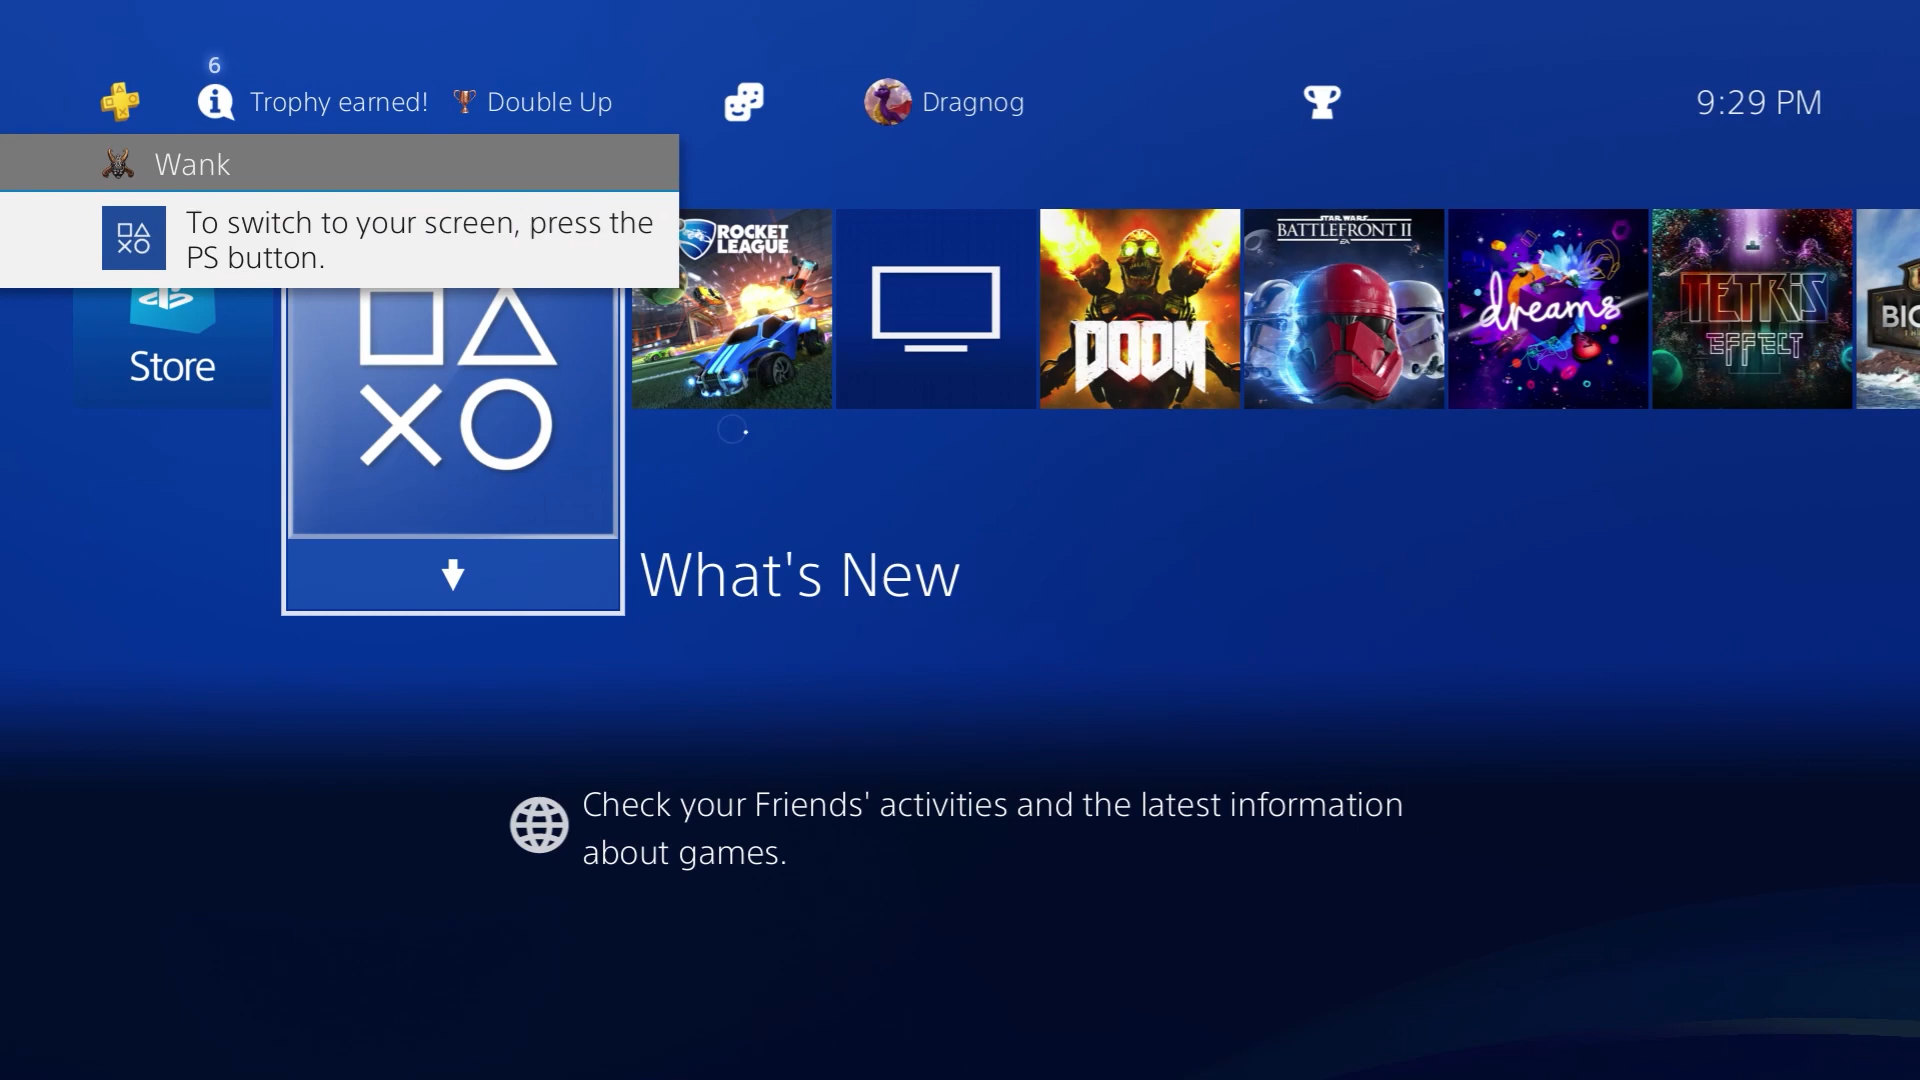 6
Trophy earned! Double Up
Dragnog
9:29 PM
Wank
To switch to your screen, press the
PS button.
Store
ROCKET
LEAGUE
DOOM
STAR WARS
BATTLEFRONT II
EA
dreams
TETRIS
EFFECT
What's New
Check your Friends' activities and the latest information
about games.